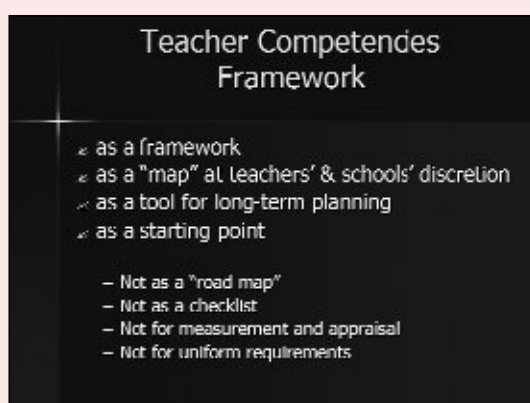 Teacher Competencies
Framework
as a framework
as a "map" at teachers' & schools' discretion
as a tool for long-term planning
as a starting point
– Not as a "road map"
– Not as a checklist
– Not for measurement and appraisal
– Not for uniform requirements